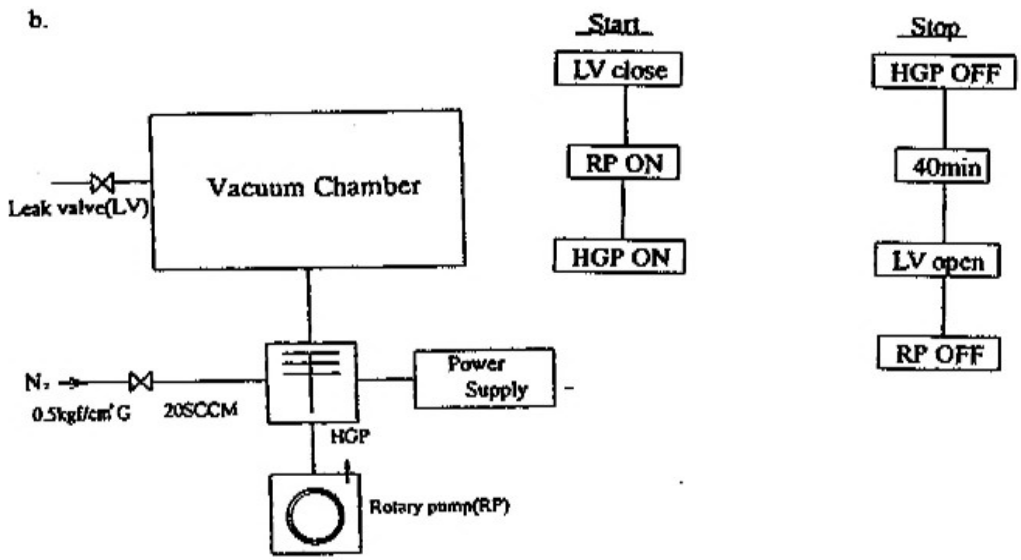 b.
Start
LV close
RP ON
HGP ON
Stop
HGP OFF
40min
LV open
RP OFF
Vacuum Chamber
Leak valve(LV)
N₂
0.5kgf/cm²G
20SCCM
Power
Supply
HGP
Rotary pump(RP)